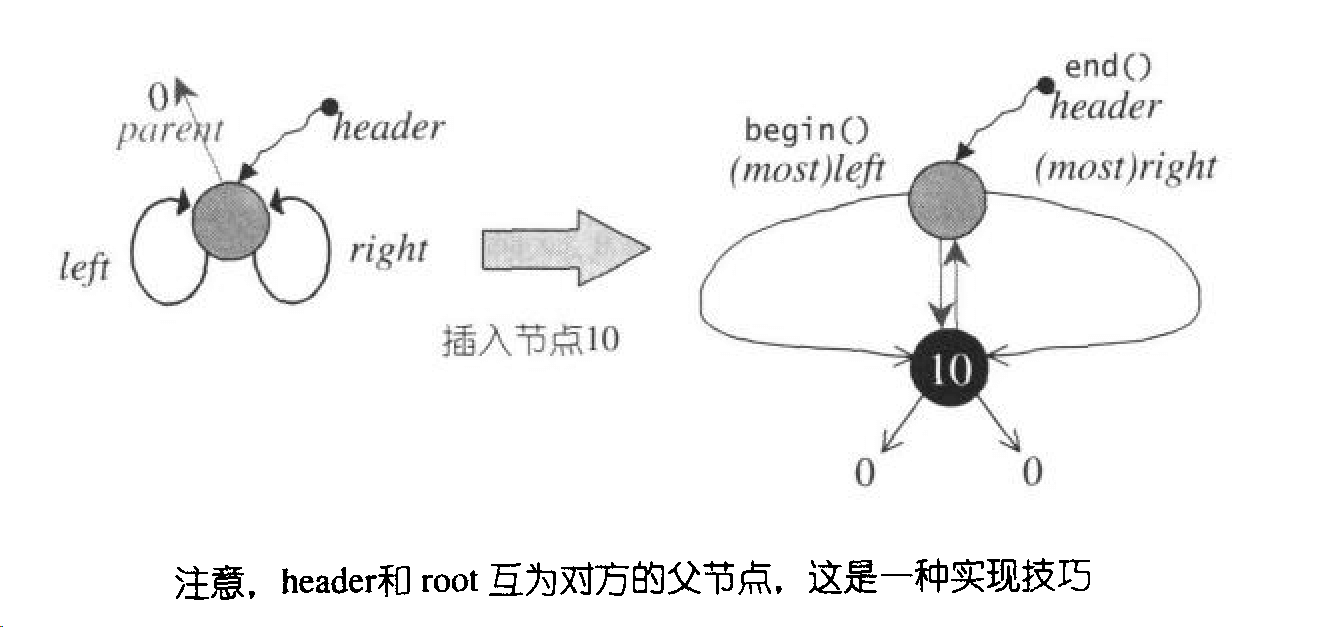 0
parent
header
left
right
插入节点10
end()
header
begin()
(most)left
(most)right
10
0
0
注意，header和 root 互为对方的父节点，这是一种实现技巧